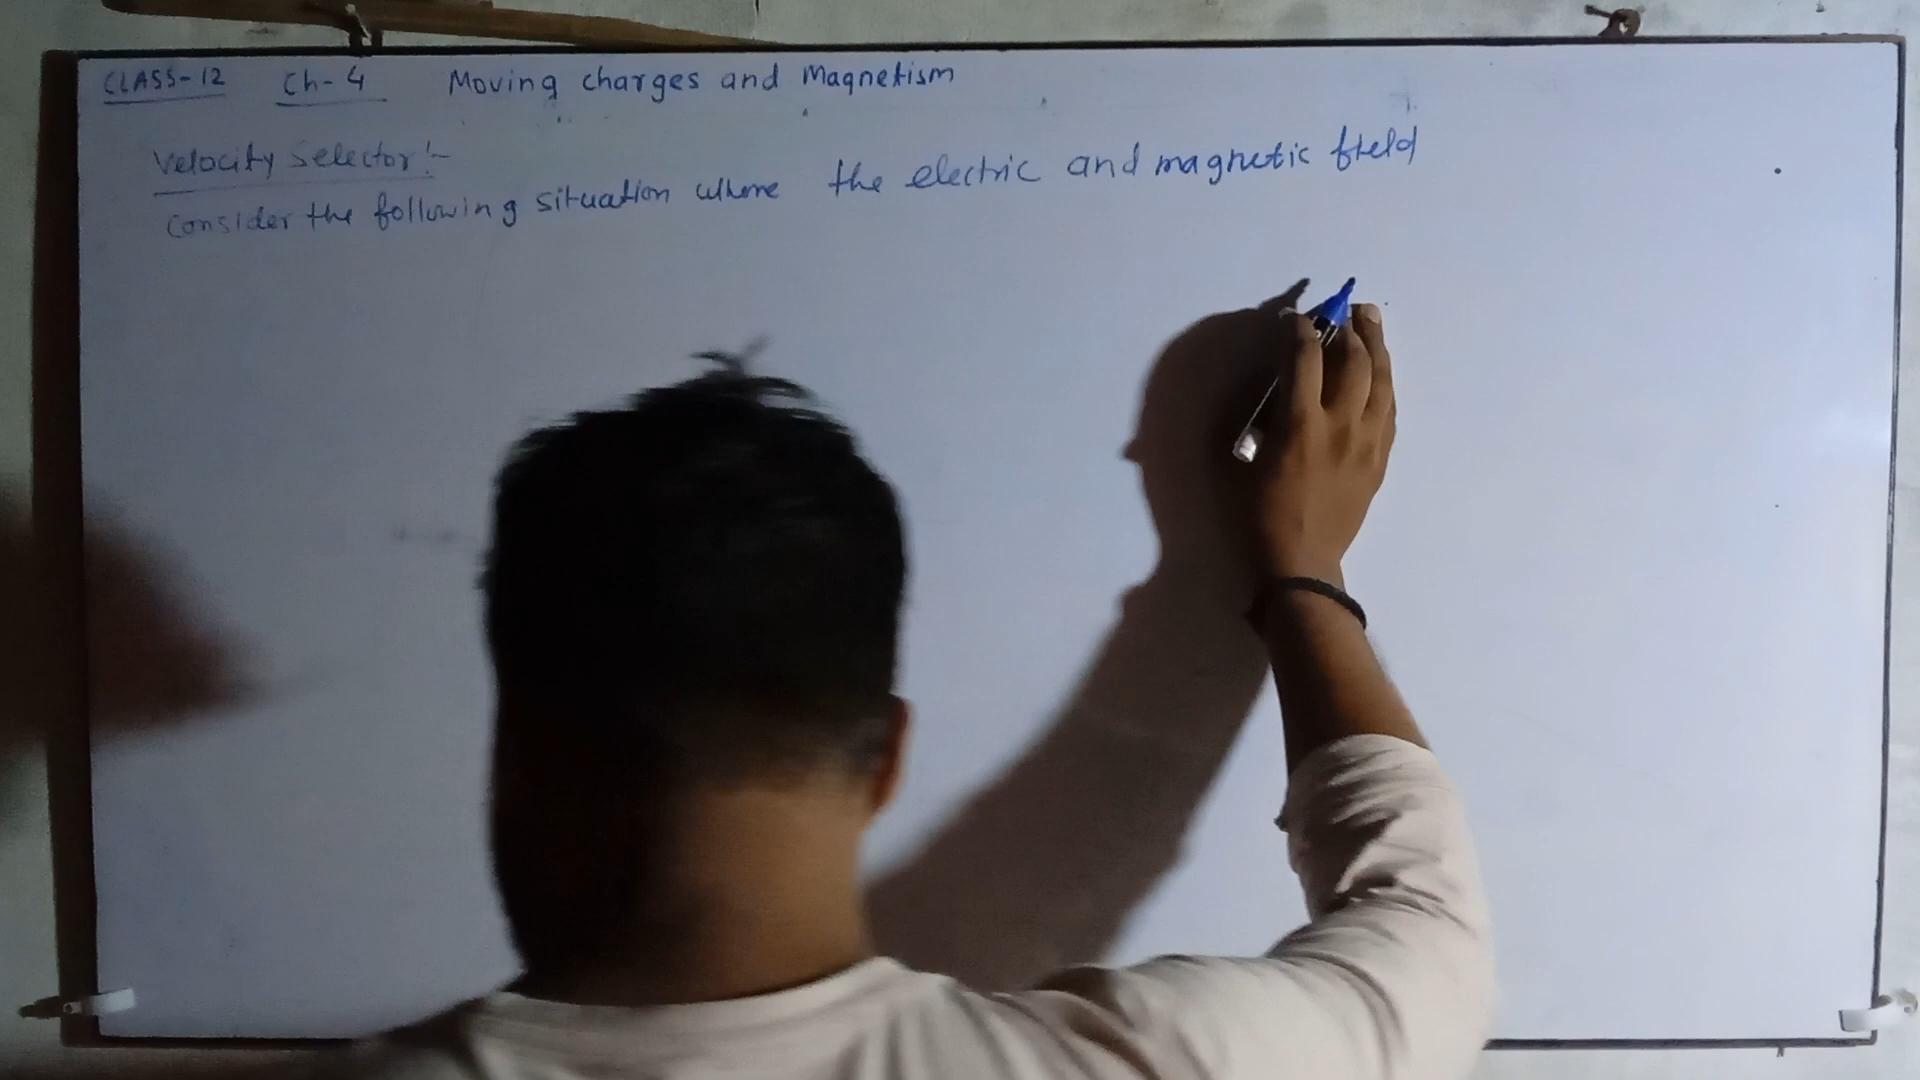 CLASS-12 Ch-4 Moving charges and Magnetism
Velocity Selector:-
Consider the following situation where the electric and magnetic field